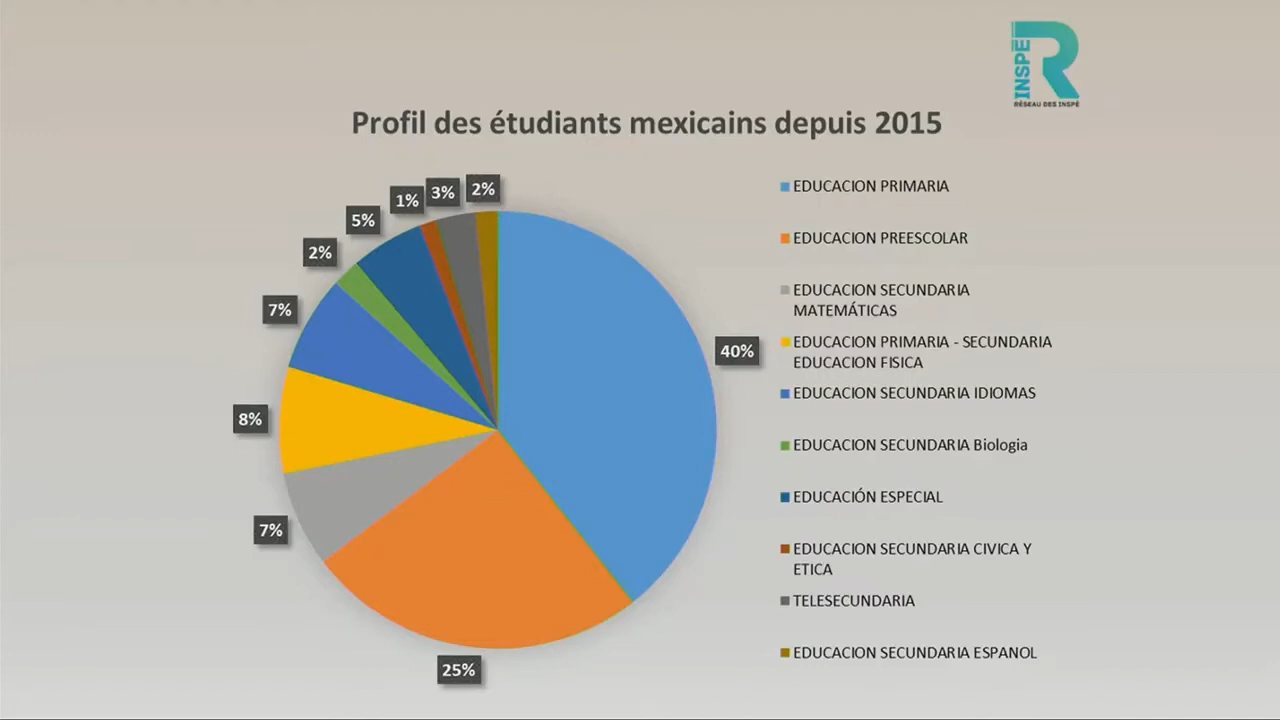 INSPÉ
R
RÉSEAU DES INSPÉ
Profil des étudiants mexicains depuis 2015
2%
3%
1%
5%
2%
7%
8%
7%
25%
40%
EDUCACION PRIMARIA
EDUCACION PREESCOLAR
EDUCACION SECUNDARIA
MATEMÁTICAS
EDUCACION PRIMARIA - SECUNDARIA
EDUCACION FISICA
EDUCACION SECUNDARIA IDIOMAS
EDUCACION SECUNDARIA Biologia
EDUCACIÓN ESPECIAL
EDUCACION SECUNDARIA CIVICA Y
ETICA
TELESECUNDARIA
EDUCACION SECUNDARIA ESPANOL